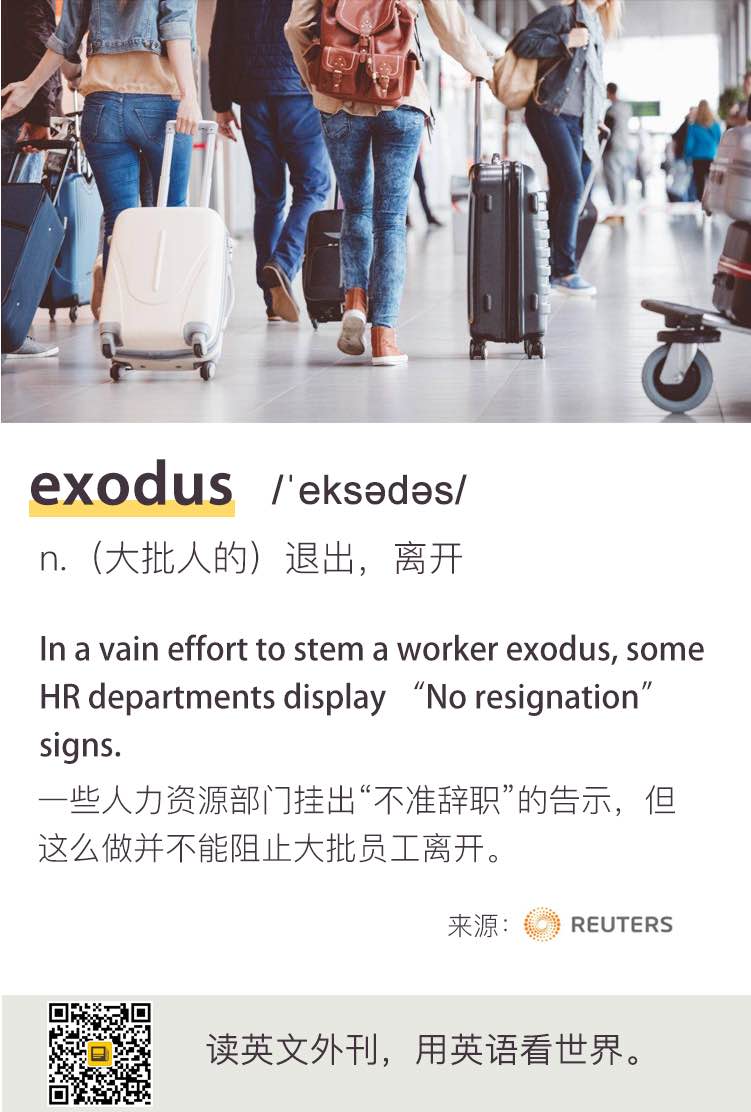 exodus /ˈeksədəs/
n.（大批人的）退出，离开
In a vain effort to stem a worker exodus, some
HR departments display “No resignation”
signs.
一些人力资源部门挂出“不准辞职”的告示，但
这么做并不能阻止大批员工离开。
来源： REUTERS
读英文外刊，用英语看世界。